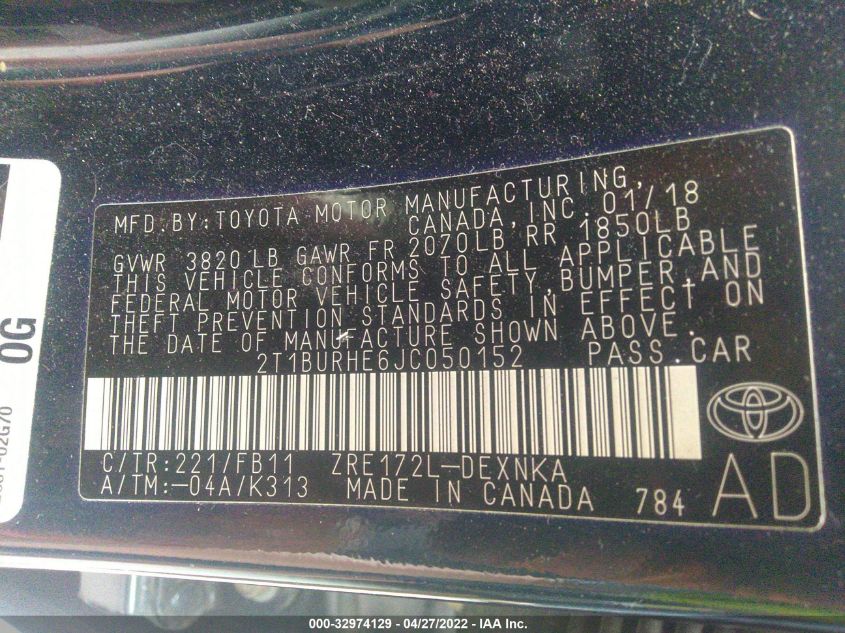 MFD. BY: TOYOTA MOTOR MANUFACTURING,
CANADA, INC. 01/18
GVWR 3820LB GAWR FR 2070LB RR 1850LB
THIS VEHICLE CONFORMS TO ALL APPLICABLE
FEDERAL MOTOR VEHICLE SAFETY, BUMPER, AND
THEFT PREVENTION STANDARDS IN EFFECT ON
THE DATE OF MANUFACTURE SHOWN ABOVE.
2T1BURHE6JC050152 PASS. CAR
C/TR: 221/FB11 ZRE172L-DEXNKA
A/TM: -04A/K313 MADE IN CANADA 784
AD
0G
-02G70
000-32974129 - 04/27/2022 - IAA Inc.